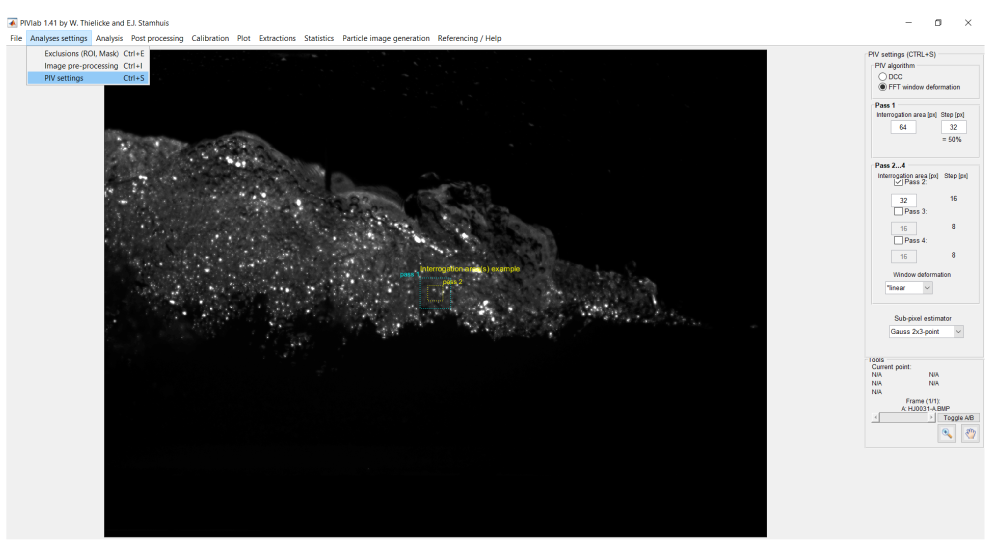 PIVlab 1.41 by W. Thielicke and E.J. Stamhuis
File Analyses settings Analysis Post processing Calibration Plot Extractions Statistics Particle image generation Referencing / Help
Exclusions (ROI, Mask) Ctrl+E
Image pre-processing Ctrl+I
PIV settings Ctrl+S
Interrogation area(s) example
pass 1
pass 2
PIV settings (CTRL+S)
PIV algorithm
DCC
FFT window deformation
Pass 1
Interrogation area [px] Step [px]
64 32
= 50%
Pass 2...4
Interrogation area [px] Step [px]
Pass 2:
32 16
Pass 3:
16 8
Pass 4:
16 8
Window deformation
*linear
Sub-pixel estimator
Gauss 2x3-point
Tools
Current point:
N/A N/A
N/A N/A
N/A
Frame (1/1):
A: HJ0031-A.BMP
Toggle A/B